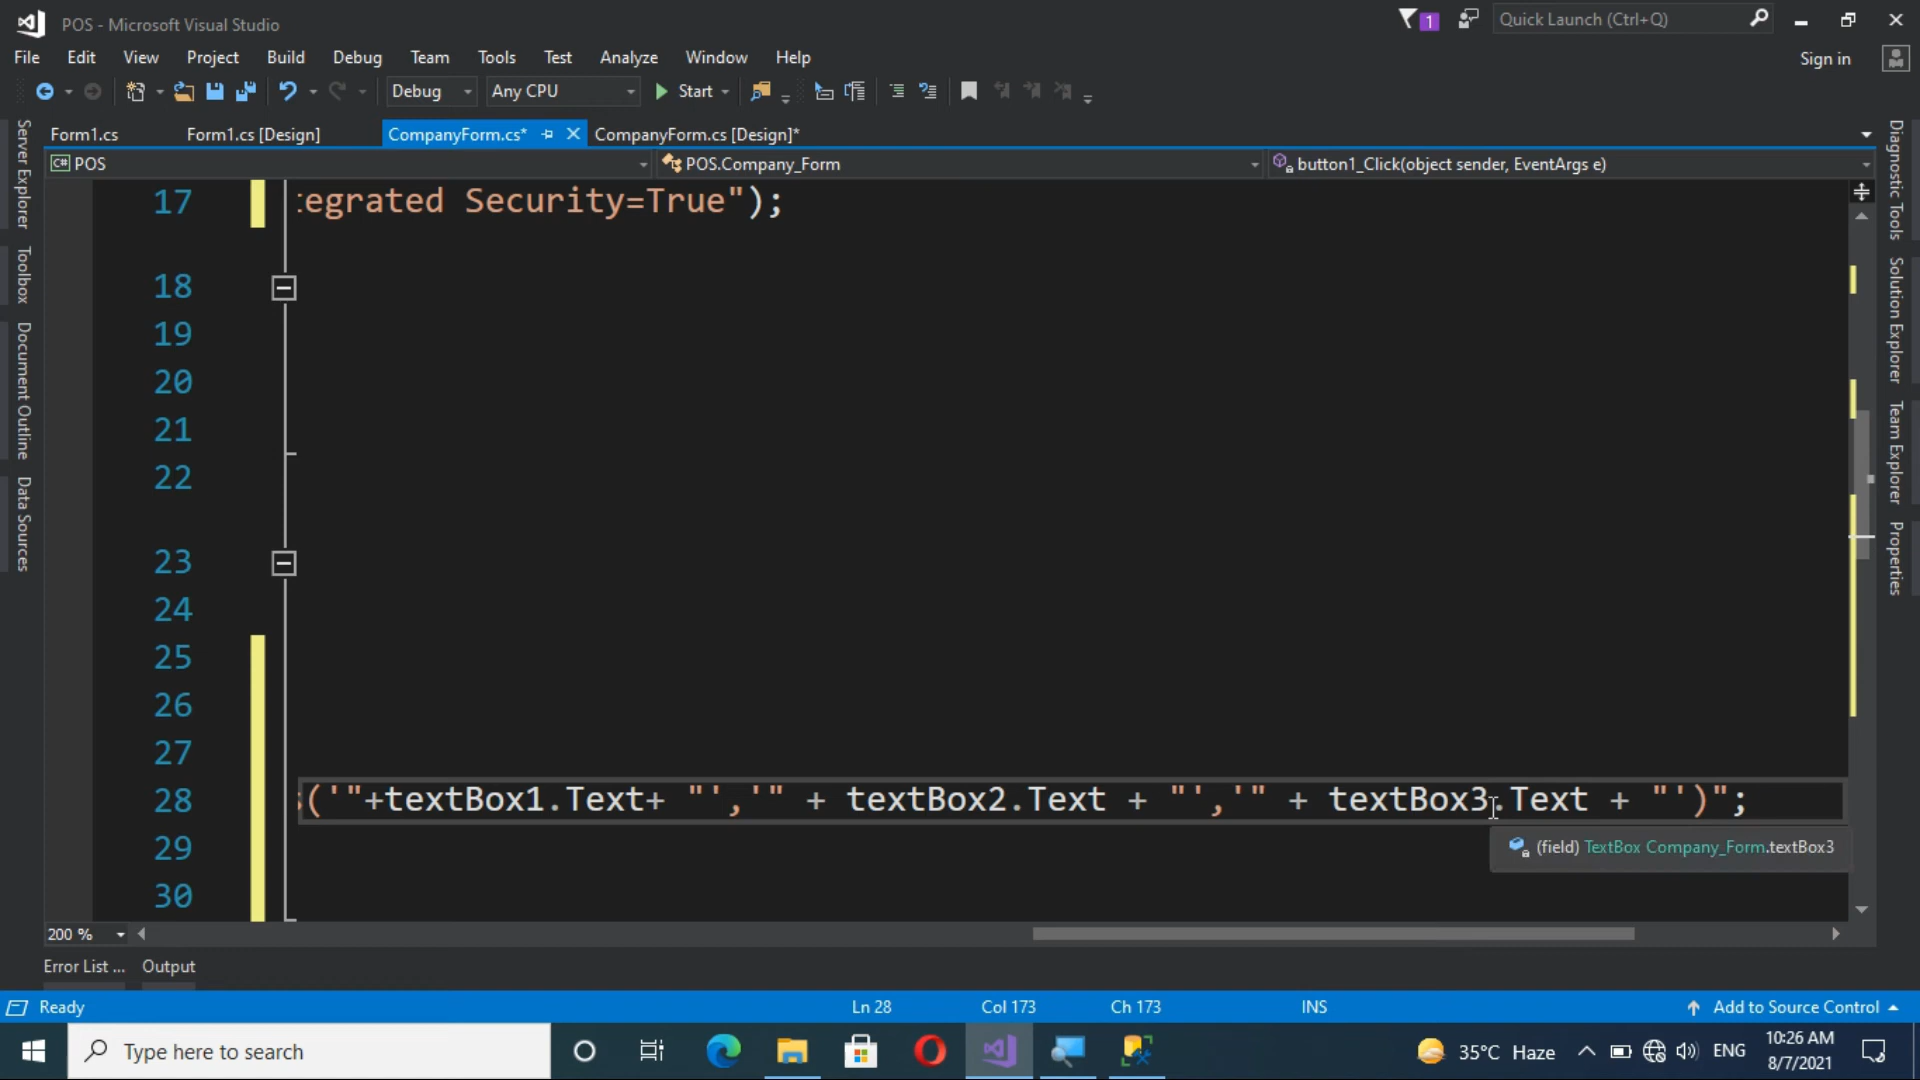 POS - Microsoft Visual Studio
1
Quick Launch (Ctrl+Q)
File Edit View Project Build Debug Team Tools Test Analyze Window Help
Sign in
Debug Any CPU Start
Form1.cs Form1.cs [Design] CompanyForm.cs* CompanyForm.cs [Design]*
C# POS POS.Company_Form button1_Click(object sender, EventArgs e)
Server Explorer
Toolbox
Document Outline
Data Sources
17 tegrated Security=True");
18
19
20
21
22
23
24
25
26
27
28 s('"+textBox1.Text+ "','" + textBox2.Text + "','" + textBox3.Text + "')";
(field) TextBox Company_Form.textBox3
29
30
Diagnostic Tools
Solution Explorer
Team Explorer
Properties
200 %
Error List ... Output
Ready Ln 28 Col 173 Ch 173 INS Add to Source Control
Type here to search
35°C Haze ENG
10:26 AM
8/7/2021